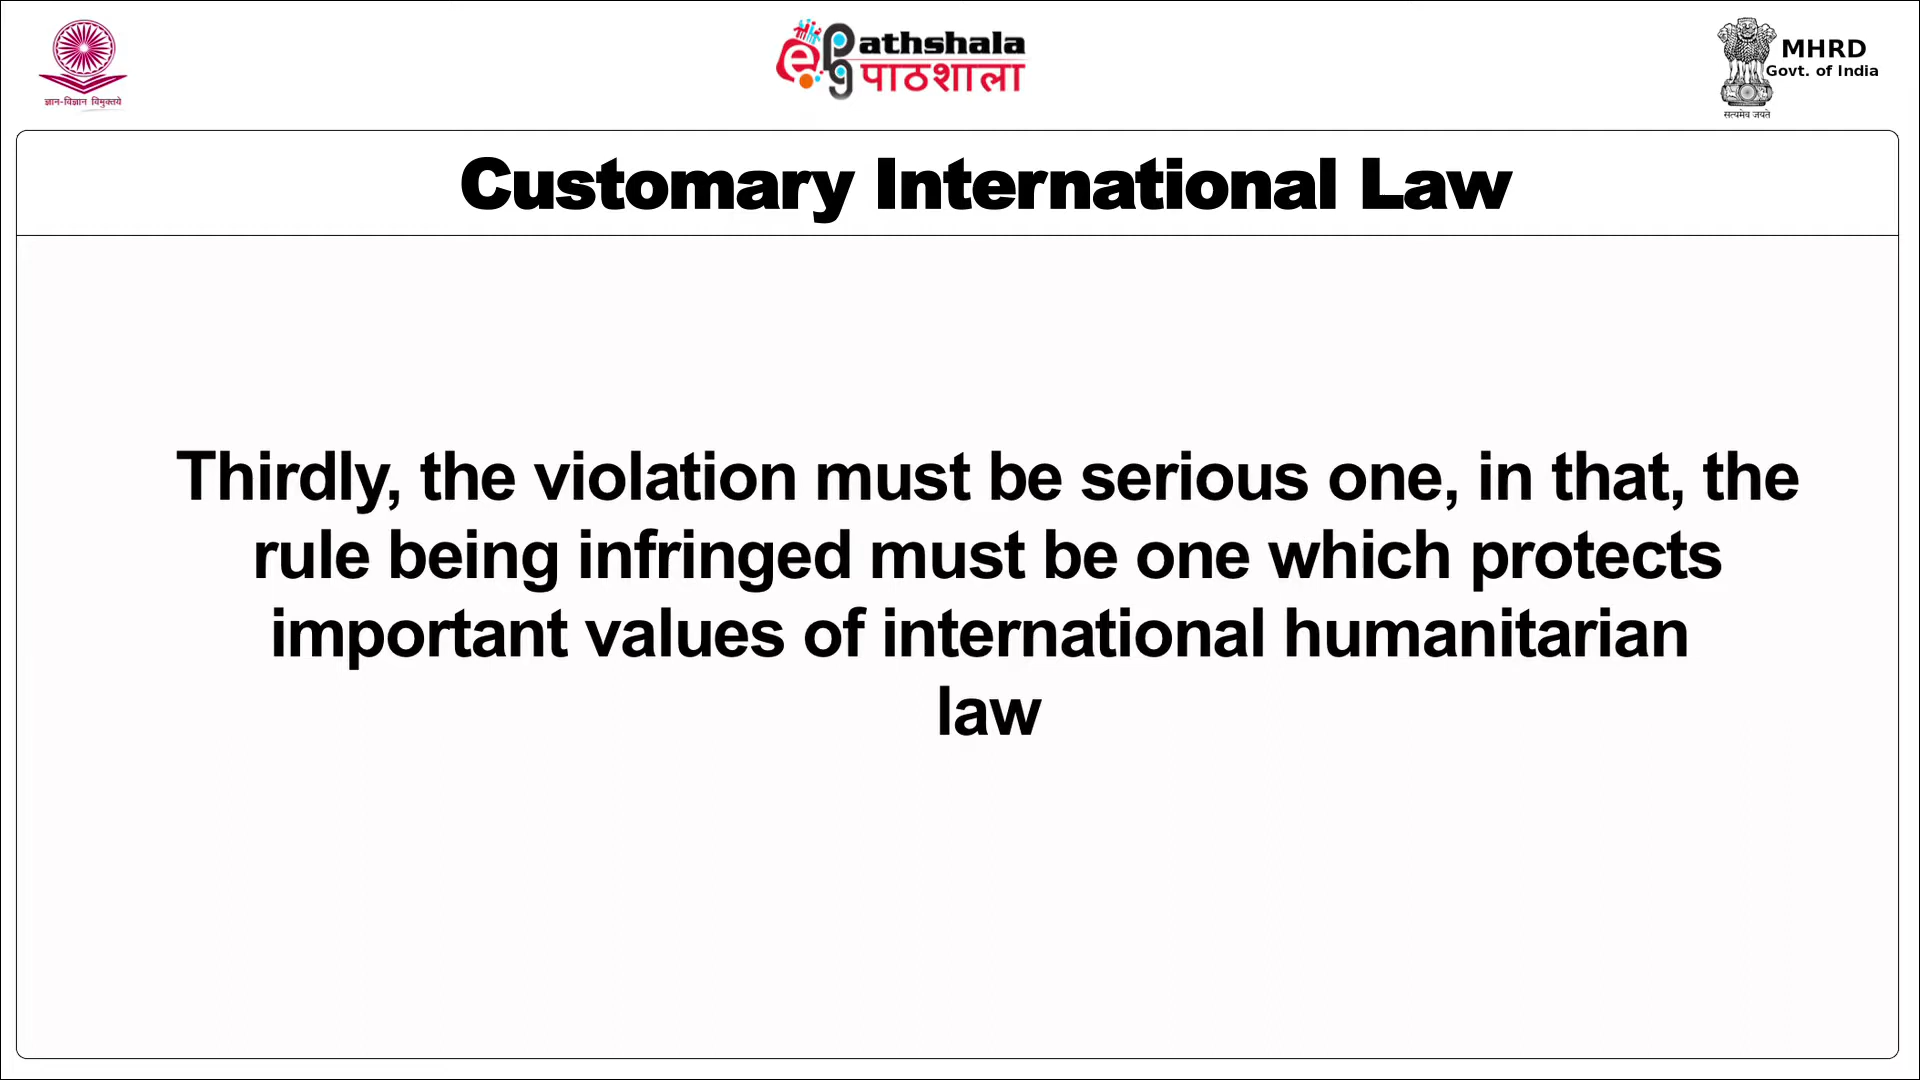 ज्ञान-विज्ञान विमुक्तये
ePathshala
पाठशाला
MHRD
Govt. of India
सत्यमेव जयते
Customary International Law
Thirdly, the violation must be serious one, in that, the
rule being infringed must be one which protects
important values of international humanitarian
law